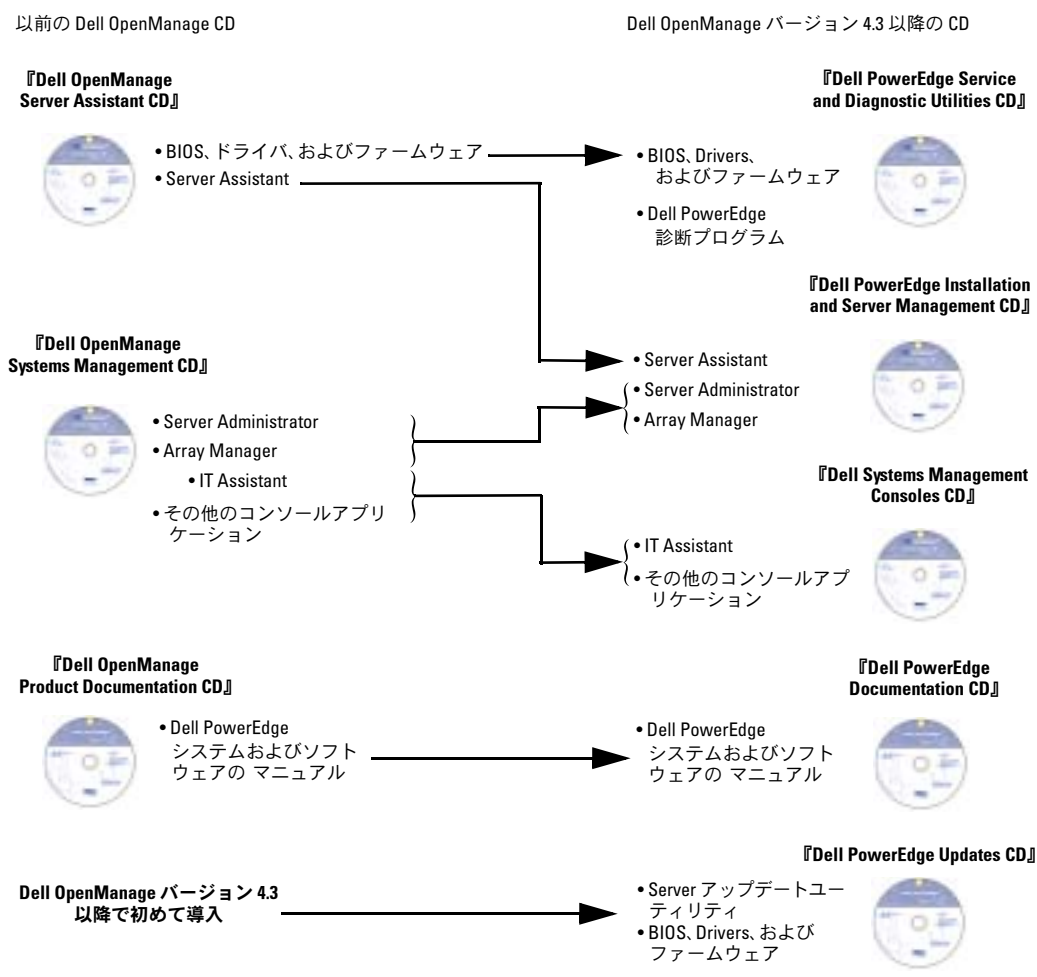 以前の Dell OpenManage CD
Dell OpenManage バージョン 4.3 以降の CD
『Dell OpenManage
Server Assistant CD』
• BIOS、ドライバ、およびファームウェア
• Server Assistant
『Dell PowerEdge Service
and Diagnostic Utilities CD』
• BIOS、Drivers、
およびファームウェア
• Dell PowerEdge
診断プログラム
『Dell PowerEdge Installation
and Server Management CD』
• Server Assistant
• Server Administrator
• Array Manager
『Dell OpenManage
Systems Management CD』
• Server Administrator
• Array Manager
• IT Assistant
• その他のコンソールアプリ
ケーション
『Dell Systems Management
Consoles CD』
• IT Assistant
• その他のコンソールアプ
リケーション
『Dell OpenManage
Product Documentation CD』
• Dell PowerEdge
システムおよびソフト
ウェアの マニュアル
『Dell PowerEdge
Documentation CD』
• Dell PowerEdge
システムおよびソフト
ウェアの マニュアル
『Dell PowerEdge Updates CD』
Dell OpenManage バージョン 4.3
以降で初めて導入
• Server アップデートユー
ティリティ
• BIOS、Drivers、および
ファームウェア